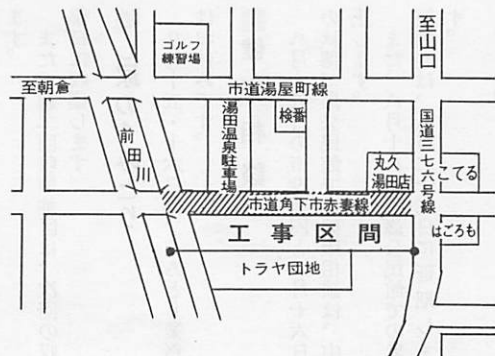 至山口
ゴルフ
練習場
至朝倉
市道湯屋町線
湯田温泉駐車場
検番
前田川
丸久
湯田店
国道三七六号線
こてる
市道角下市赤妻線
はごろも
工事区間
トラヤ団地